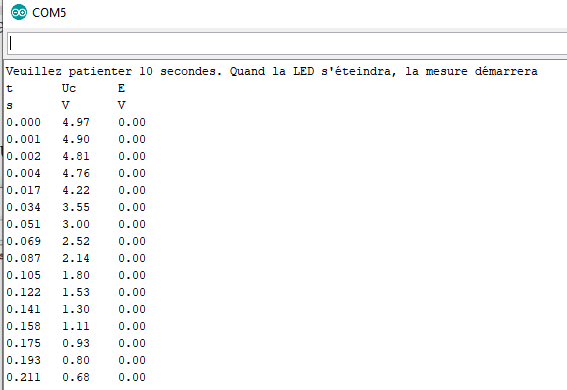 COM5
Veuillez patienter 10 secondes. Quand la LED s'éteindra, la mesure démarrera
t Uc E
s V V
0.000 4.97 0.00
0.001 4.90 0.00
0.002 4.81 0.00
0.004 4.76 0.00
0.017 4.22 0.00
0.034 3.55 0.00
0.051 3.00 0.00
0.069 2.52 0.00
0.087 2.14 0.00
0.105 1.80 0.00
0.122 1.53 0.00
0.141 1.30 0.00
0.158 1.11 0.00
0.175 0.93 0.00
0.193 0.80 0.00
0.211 0.68 0.00